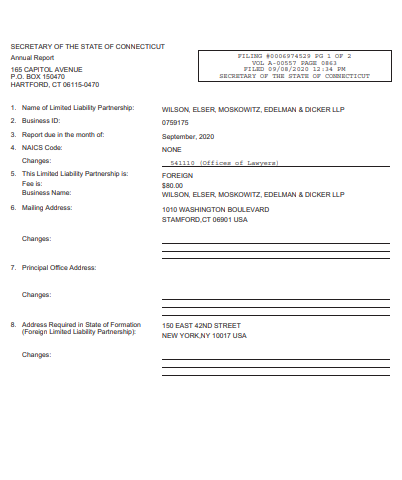 SECRETARY OF THE STATE OF CONNECTICUT
Annual Report
165 CAPITOL AVENUE
P.O. BOX 150470
HARTFORD, CT 06115-0470
FILING #0006974529 PG 1 OF 2
VOL A-00557 PAGE 0863
FILED 09/08/2020 12:34 PM
SECRETARY OF THE STATE OF CONNECTICUT
1. Name of Limited Liability Partnership: WILSON, ELSER, MOSKOWITZ, EDELMAN & DICKER LLP
2. Business ID: 0759175
3. Report due in the month of: September, 2020
4. NAICS Code: NONE
Changes: 541110 (Offices of Lawyers)
5. This Limited Liability Partnership is: FOREIGN
Fee is: $80.00
Business Name: WILSON, ELSER, MOSKOWITZ, EDELMAN & DICKER LLP
6. Mailing Address: 1010 WASHINGTON BOULEVARD
STAMFORD,CT 06901 USA
Changes:
7. Principal Office Address:
Changes:
8. Address Required in State of Formation 150 EAST 42ND STREET
(Foreign Limited Liability Partnership): NEW YORK,NY 10017 USA
Changes: